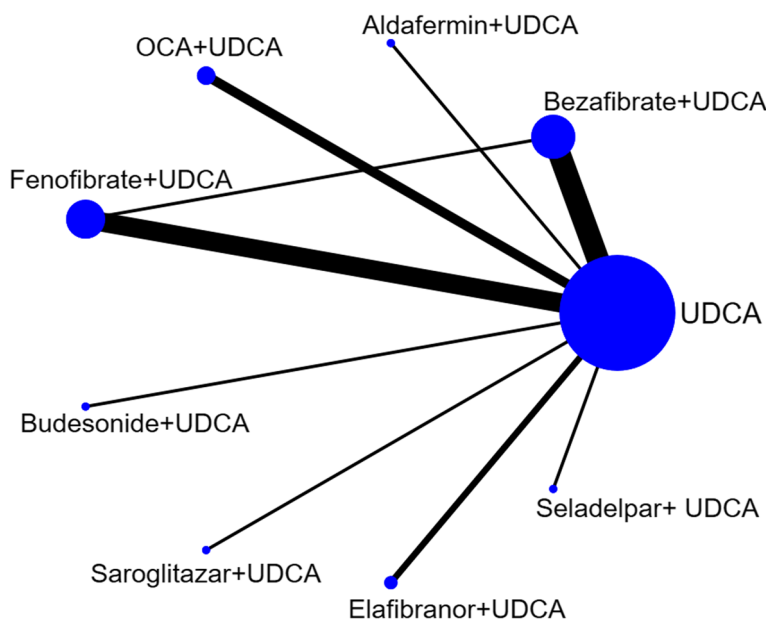 Aldafermin+UDCA
OCA+UDCA
Bezafibrate+UDCA
Fenofibrate+UDCA
UDCA
Budesonide+UDCA
Seladelpar+ UDCA
Saroglitazar+UDCA
Elafibranor+UDCA